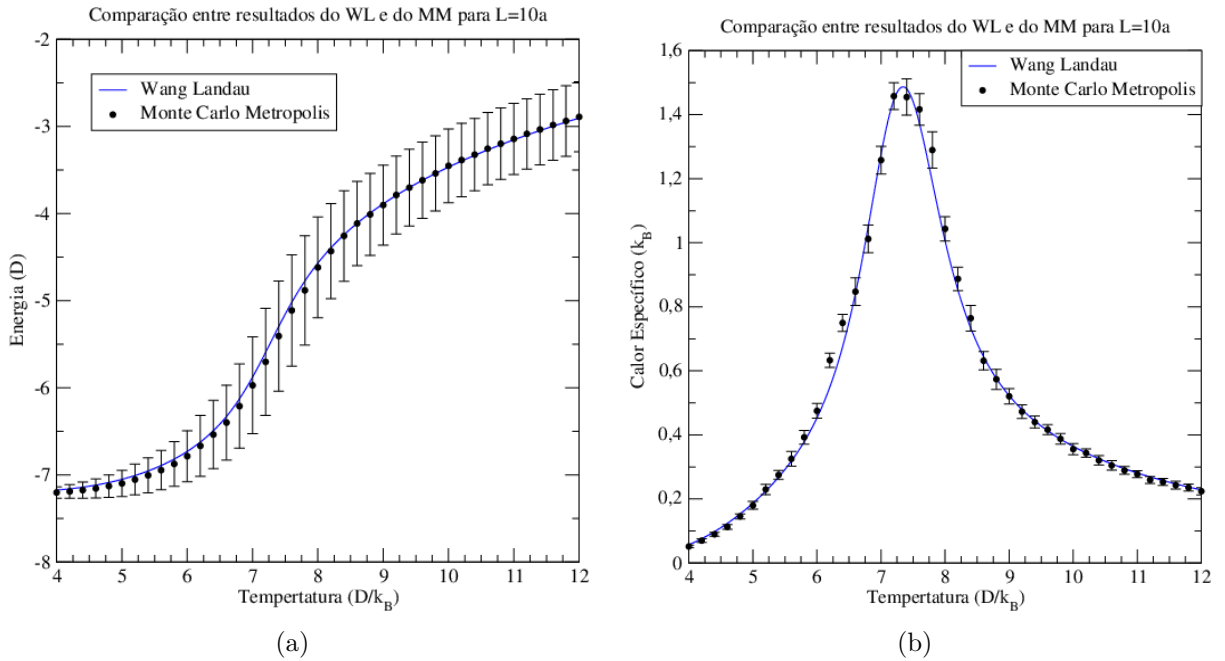 Comparação entre resultados do WL e do MM para L=10a
Wang Landau
Monte Carlo Metropolis
Energia (D)
-2
-3
-4
-5
-6
-7
-8
4 5 6 7 8 9 10 11 12
Tempertatura (D/k_B)
(a)
Comparação entre resultados do WL e do MM para L=10a
Wang Landau
Monte Carlo Metropolis
Calor Específico (k_B)
1,6
1,4
1,2
1
0,8
0,6
0,4
0,2
0
4 5 6 7 8 9 10 11 12
Tempertatura (D/k_B)
(b)